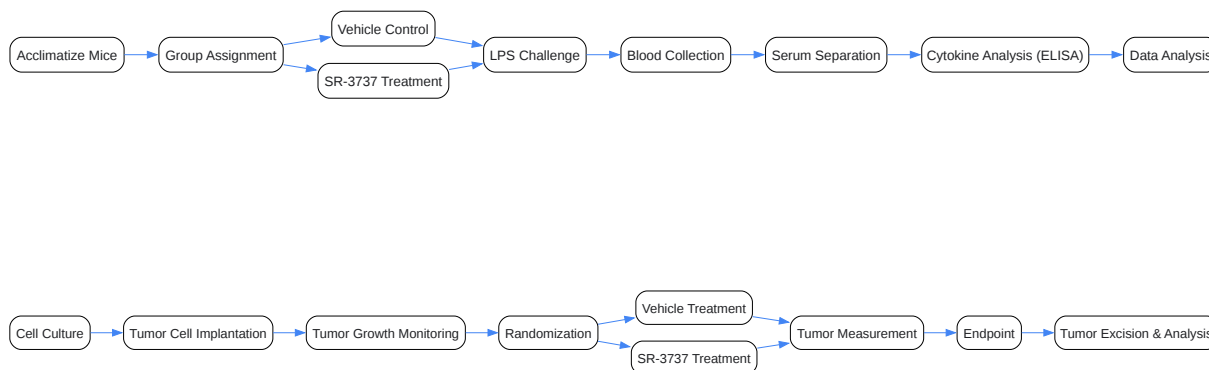 Acclimatize Mice
Group Assignment
Vehicle Control
SR-3737 Treatment
LPS Challenge
Blood Collection
Serum Separation
Cytokine Analysis (ELISA)
Data Analysis
Cell Culture
Tumor Cell Implantation
Tumor Growth Monitoring
Randomization
Vehicle Treatment
SR-3737 Treatment
Tumor Measurement
Endpoint
Tumor Excision & Analysis